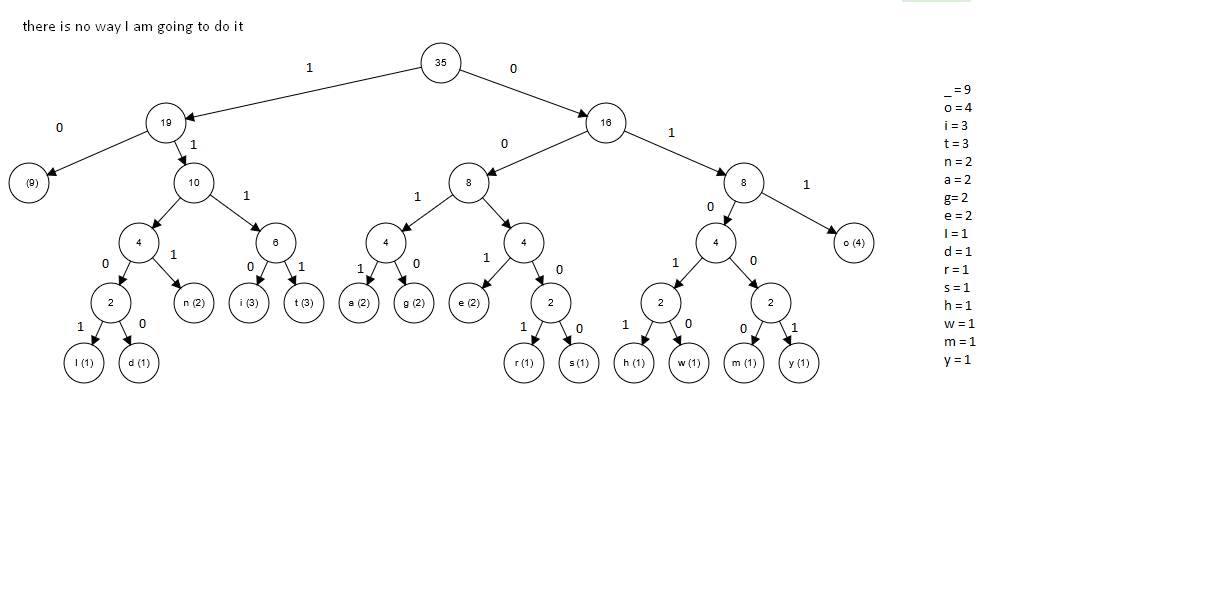 there is no way I am going to do it
35
1
0
19
16
0
1
0
1
(9)
10
8
8
1
1
1
0
4
6
4
4
4
o (4)
0
1
0
1
1
0
1
0
1
0
2
n (2)
i (3)
t (3)
a (2)
g (2)
e (2)
2
2
2
1
0
1
0
1
0
0
1
l (1)
d (1)
r (1)
s (1)
h (1)
w (1)
m (1)
y (1)
_ = 9
o = 4
i = 3
t = 3
n = 2
a = 2
g= 2
e = 2
l = 1
d = 1
r = 1
s = 1
h = 1
w = 1
m = 1
y = 1